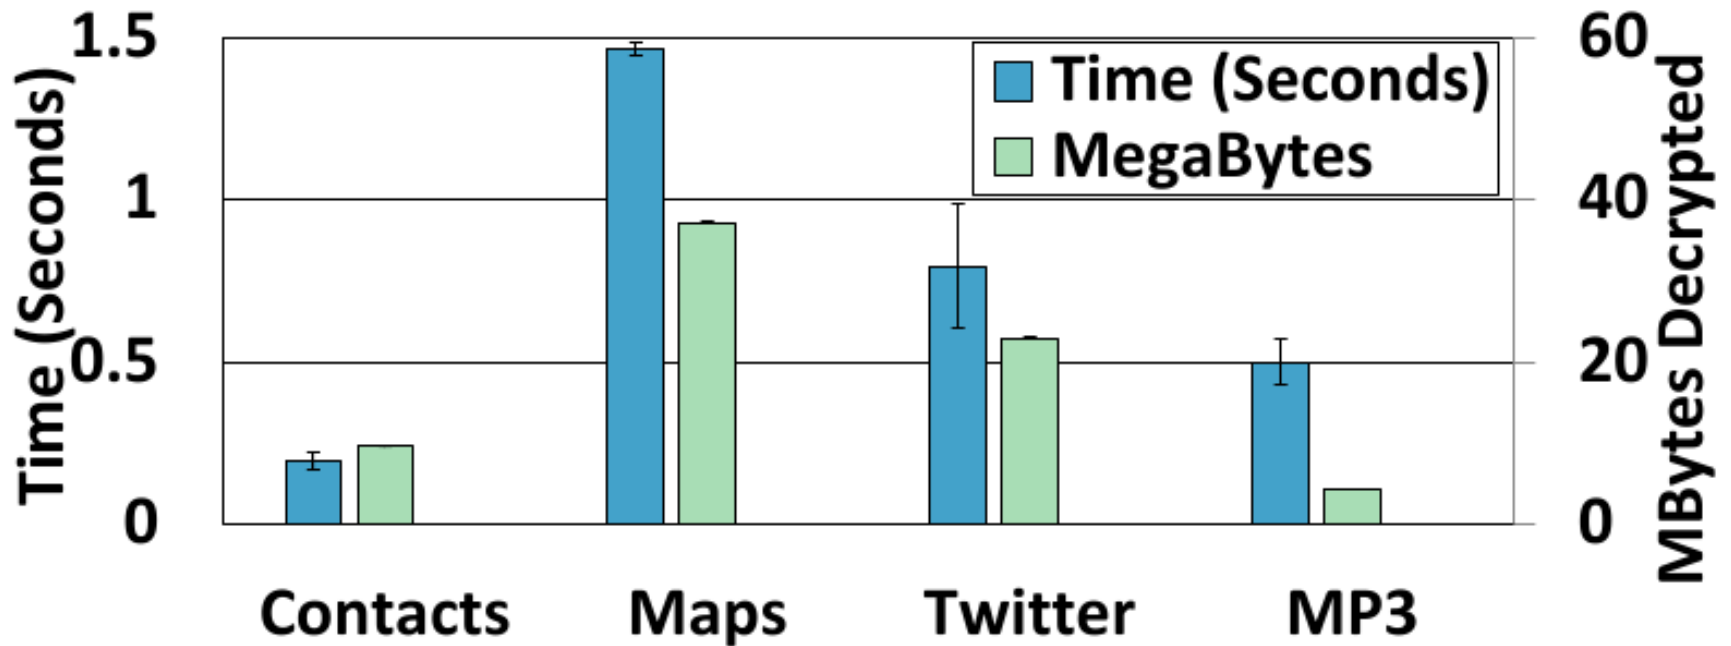 Time (Seconds)
1.5
1
0.5
0
Time (Seconds)
MegaBytes
60
40
20
0
MBytes Decrypted
Contacts Maps Twitter MP3